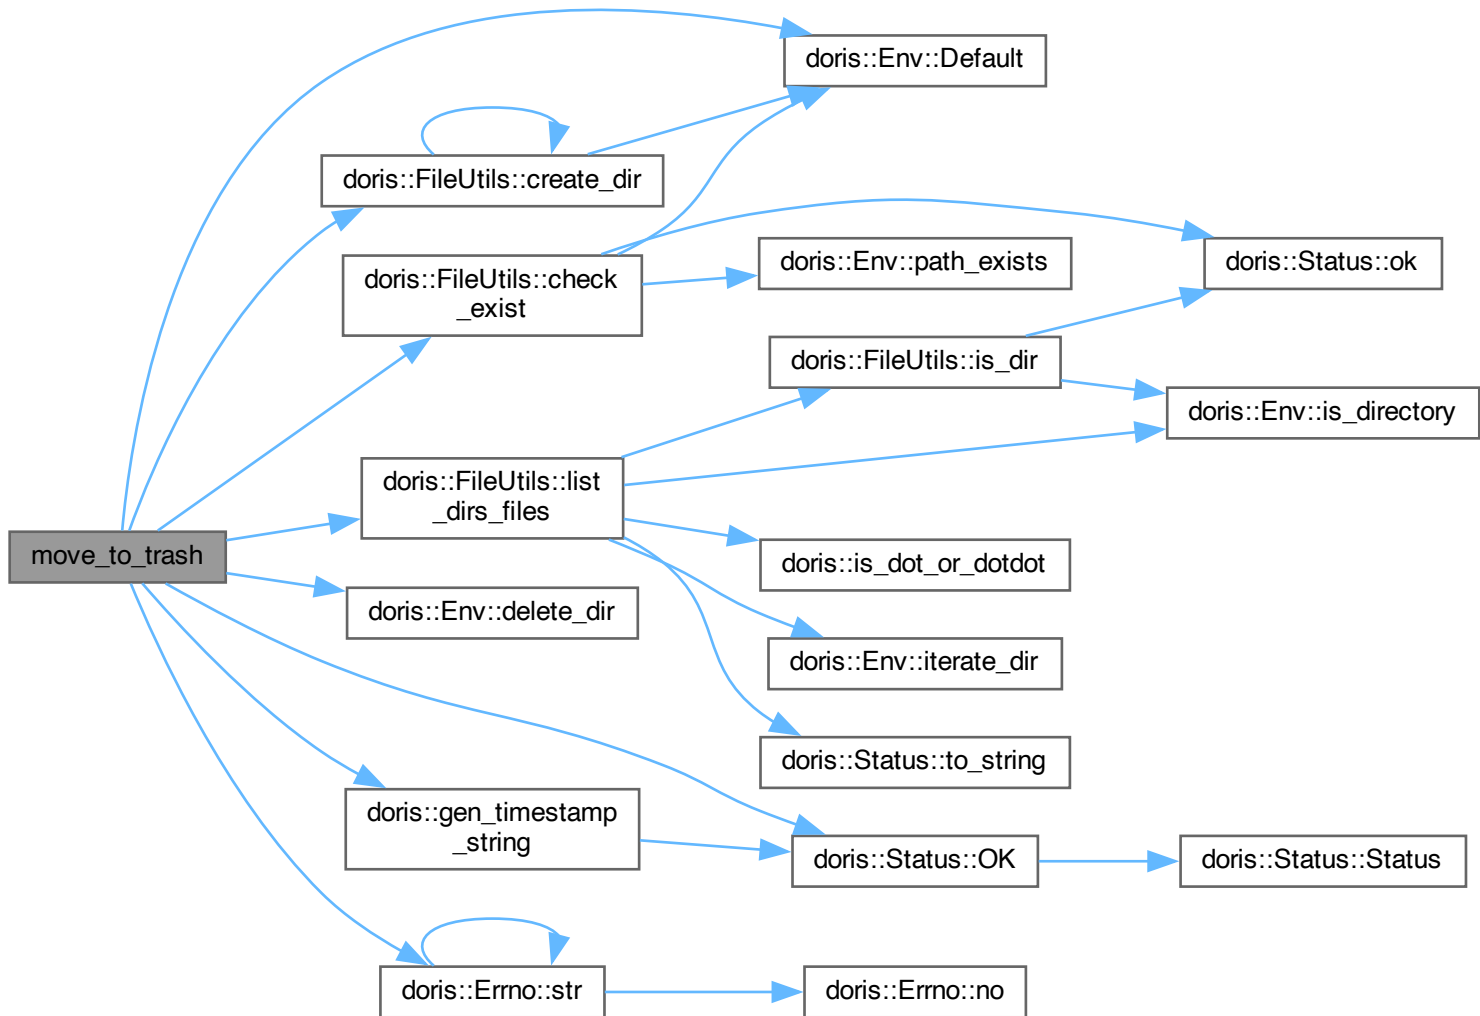 doris::Env::Default
doris::FileUtils::create_dir
doris::FileUtils::check
_exist
doris::Env::path_exists
doris::Status::ok
doris::FileUtils::is_dir
doris::Env::is_directory
doris::FileUtils::list
_dirs_files
move_to_trash
doris::is_dot_or_dotdot
doris::Env::delete_dir
doris::Env::iterate_dir
doris::Status::to_string
doris::gen_timestamp
_string
doris::Status::OK
doris::Status::Status
doris::Errno::str
doris::Errno::no